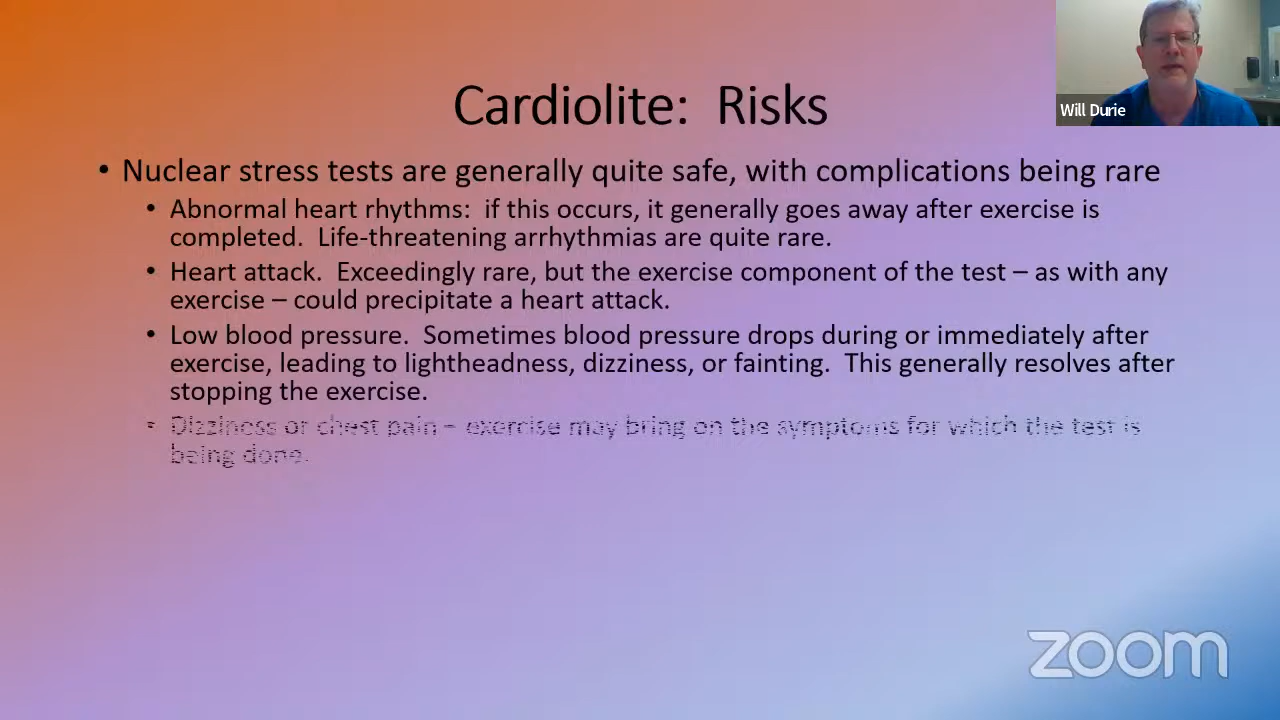 Cardiolite:  Risks
Will Durie
• Nuclear stress tests are generally quite safe, with complications being rare
• Abnormal heart rhythms:  if this occurs, it generally goes away after exercise is
completed.  Life-threatening arrhythmias are quite rare.
• Heart attack.  Exceedingly rare, but the exercise component of the test – as with any
exercise – could precipitate a heart attack.
• Low blood pressure.  Sometimes blood pressure drops during or immediately after
exercise, leading to lightheadness, dizziness, or fainting.  This generally resolves after
stopping the exercise.
• Dizziness or chest pain – exercise may bring on the symptoms for which the test is
being done.
zoom